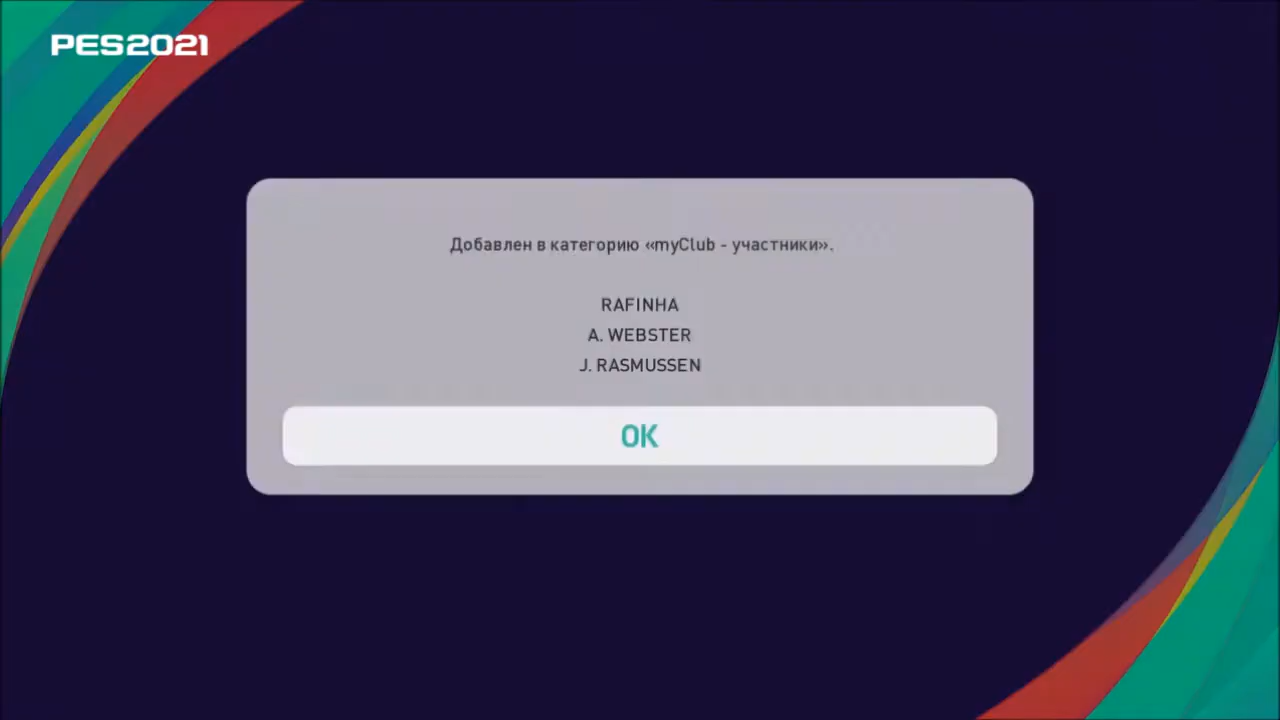 PES2021
Добавлен в категорию «myClub - участники».
RAFINHA
A. WEBSTER
J. RASMUSSEN
OK